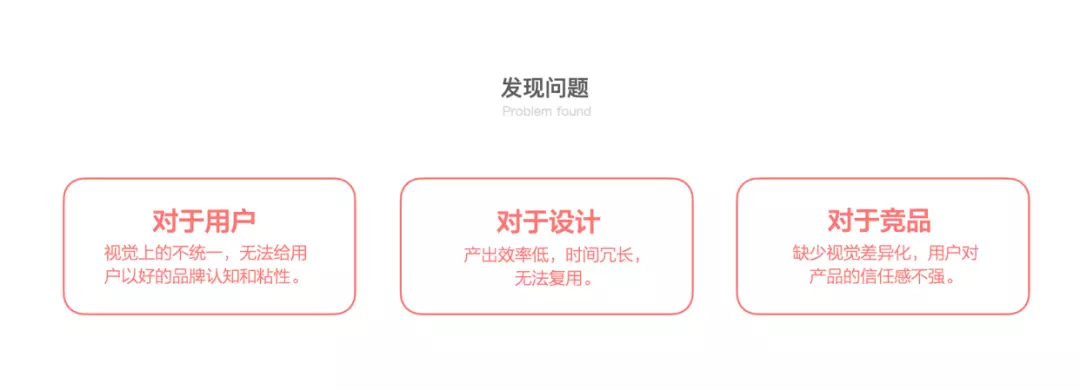 发现问题
Problem found
对于用户
视觉上的不统一，无法给用
户以好的品牌认知和粘性。
对于设计
产出效率低，时间冗长，
无法复用。
对于竞品
缺少视觉差异化，用户对
产品的信任感不强。